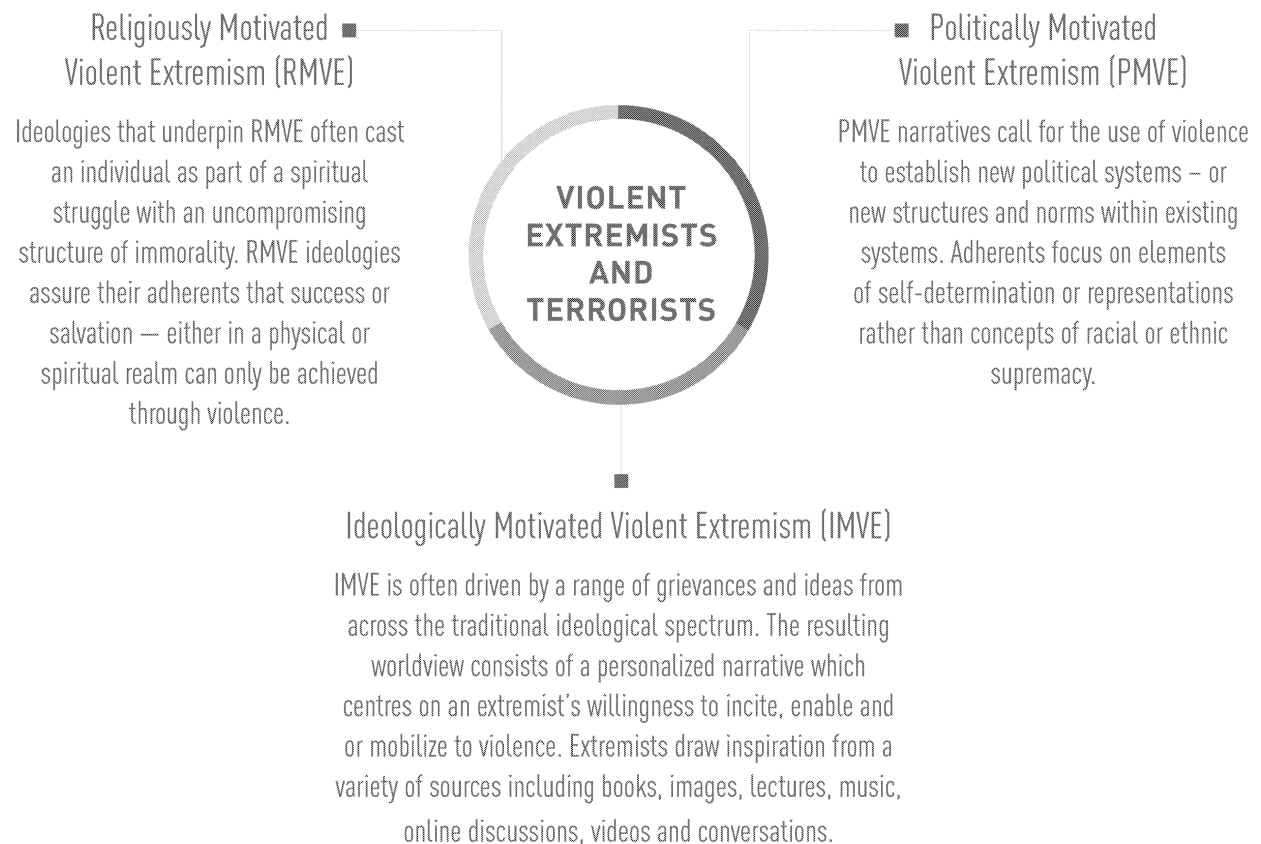 Religiously Motivated
Violent Extremism (RMVE)
Ideologies that underpin RMVE often cast
an individual as part of a spiritual
struggle with an uncompromising
structure of immorality. RMVE ideologies
assure their adherents that success or
salvation — either in a physical or
spiritual realm can only be achieved
through violence.
VIOLENT
EXTREMISTS
AND
TERRORISTS
Politically Motivated
Violent Extremism (PMVE)
PMVE narratives call for the use of violence
to establish new political systems – or
new structures and norms within existing
systems. Adherents focus on elements
of self-determination or representations
rather than concepts of racial or ethnic
supremacy.
Ideologically Motivated Violent Extremism (IMVE)
IMVE is often driven by a range of grievances and ideas from
across the traditional ideological spectrum. The resulting
worldview consists of a personalized narrative which
centres on an extremist's willingness to incite, enable and
or mobilize to violence. Extremists draw inspiration from a
variety of sources including books, images, lectures, music,
online discussions, videos and conversations.